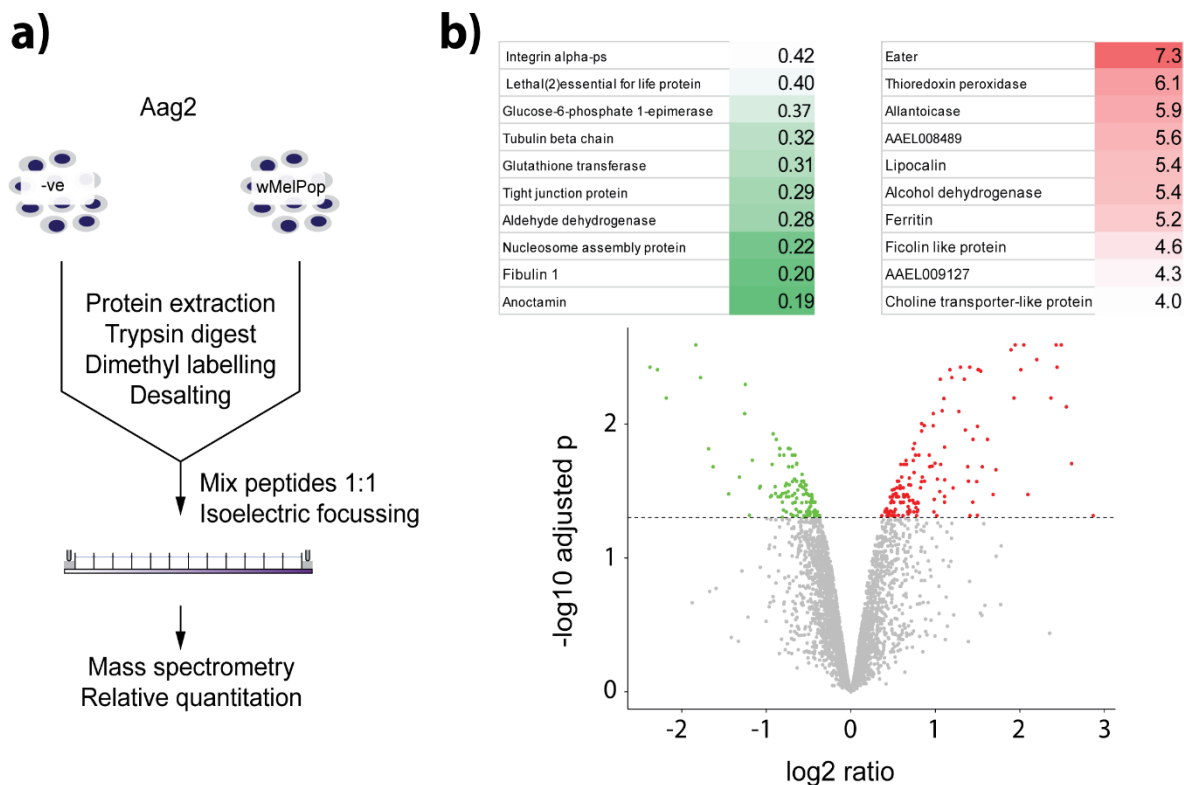 a)
Aag2
-ve
wMelPop
Protein extraction
Trypsin digest
Dimethyl labelling
Desalting
Mix peptides 1:1
Isoelectric focussing
Mass spectrometry
Relative quantitation
b)
Integrin alpha-ps 0.42
Lethal(2)essential for life protein 0.40
Glucose-6-phosphate 1-epimerase 0.37
Tubulin beta chain 0.32
Glutathione transferase 0.31
Tight junction protein 0.29
Aldehyde dehydrogenase 0.28
Nucleosome assembly protein 0.22
Fibulin 1 0.20
Anoctamin 0.19
Eater 7.3
Thioredoxin peroxidase 6.1
Allantoicase 5.9
AAEL008489 5.6
Lipocalin 5.4
Alcohol dehydrogenase 5.4
Ferritin 5.2
Ficolin like protein 4.6
AAEL009127 4.3
Choline transporter-like protein 4.0
-log10 adjusted p
2
1
0
-2 -1 0 1 2 3
log2 ratio